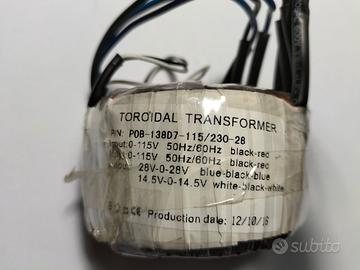 TOROIDAL TRANSFORMER
P/N: P0B-138D7-115/230-28
Input:0-115V 50Hz/60Hz black-red
0-115V 50Hz/60Hz black-red
Output: 28V-0-28V blue-black-blue
14.5V-0-14.5V white-black-white
CE Production date: 12/10/16
subito